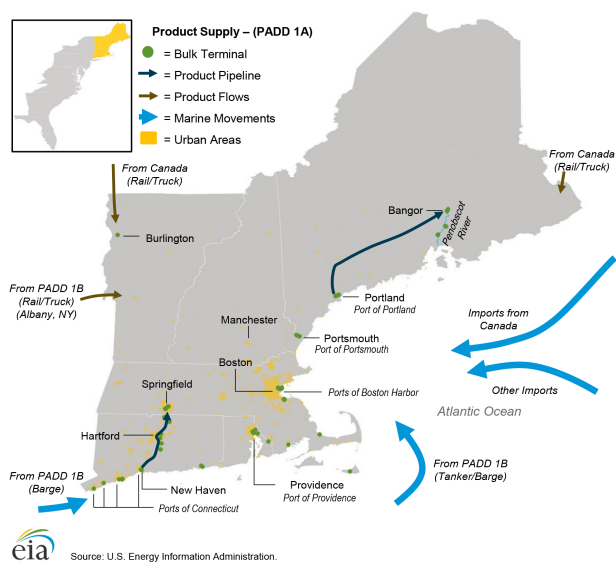 Product Supply – (PADD 1A)
= Bulk Terminal
= Product Pipeline
= Product Flows
= Marine Movements
= Urban Areas
From Canada
(Rail/Truck)
From Canada
(Rail/Truck)
Bangor
Penobscot
River
Burlington
From PADD 1B
(Rail/Truck)
(Albany, NY)
Portland
Port of Portland
Imports from
Canada
Manchester
Portsmouth
Port of Portsmouth
Boston
Springfield
Ports of Boston Harbor
Other Imports
Atlantic Ocean
Hartford
From PADD 1B
(Barge)
New Haven
Providence
Port of Providence
From PADD 1B
(Tanker/Barge)
Ports of Connecticut
eia
Source: U.S. Energy Information Administration.